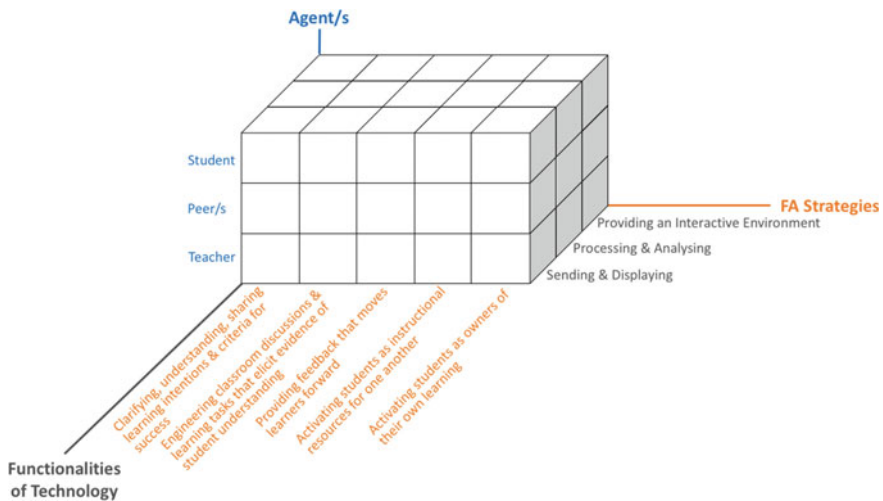 Agent/s
Student
Peer/s
Teacher
FA Strategies
Providing an Interactive Environment
Processing & Analysing
Sending & Displaying
Clarifying, understanding, sharing
learning intentions & criteria for
success
Engineering classroom discussions &
learning tasks that elicit evidence of
student understanding
Providing feedback that moves
learners forward
Activating students as instructional
resources for one another
Activating students as owners of
their own learning
Functionalities
of Technology